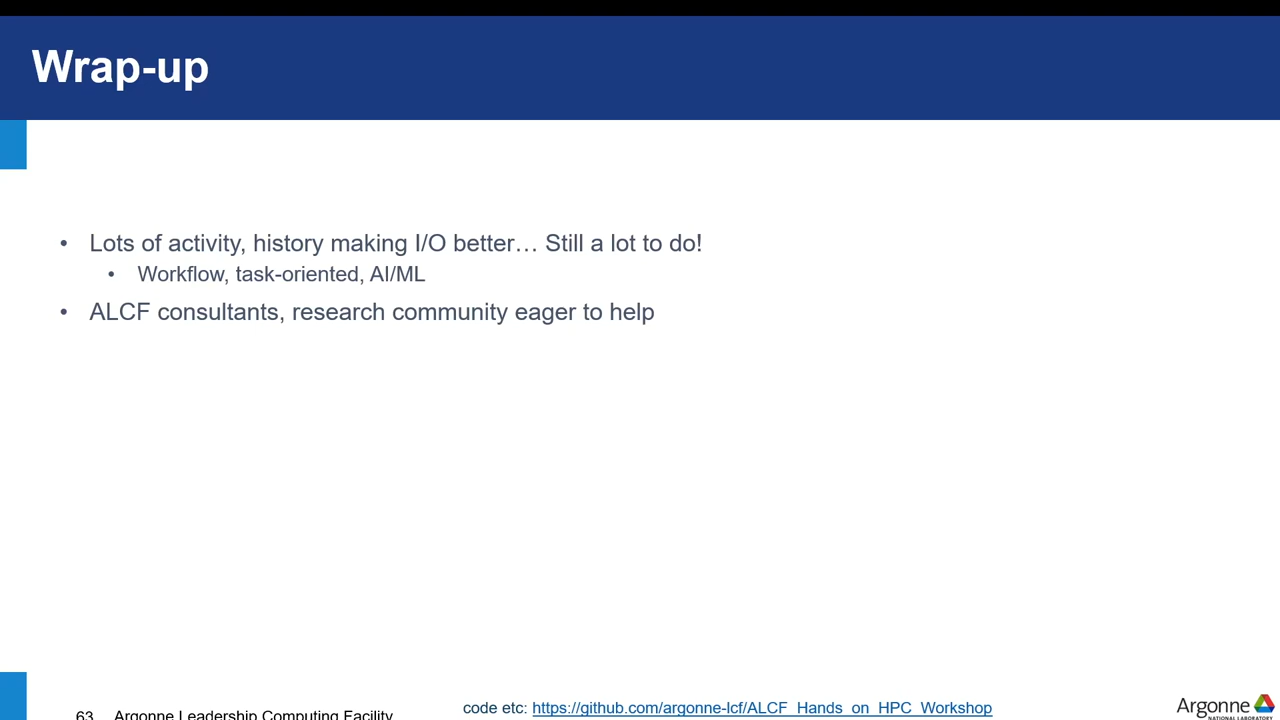 Wrap-up
• Lots of activity, history making I/O better… Still a lot to do!
• Workflow, task-oriented, AI/ML
• ALCF consultants, research community eager to help
63 Argonne Leadership Computing Facility
code etc: https://github.com/argonne-lcf/ALCF_Hands_on_HPC_Workshop
Argonne
NATIONAL LABORATORY